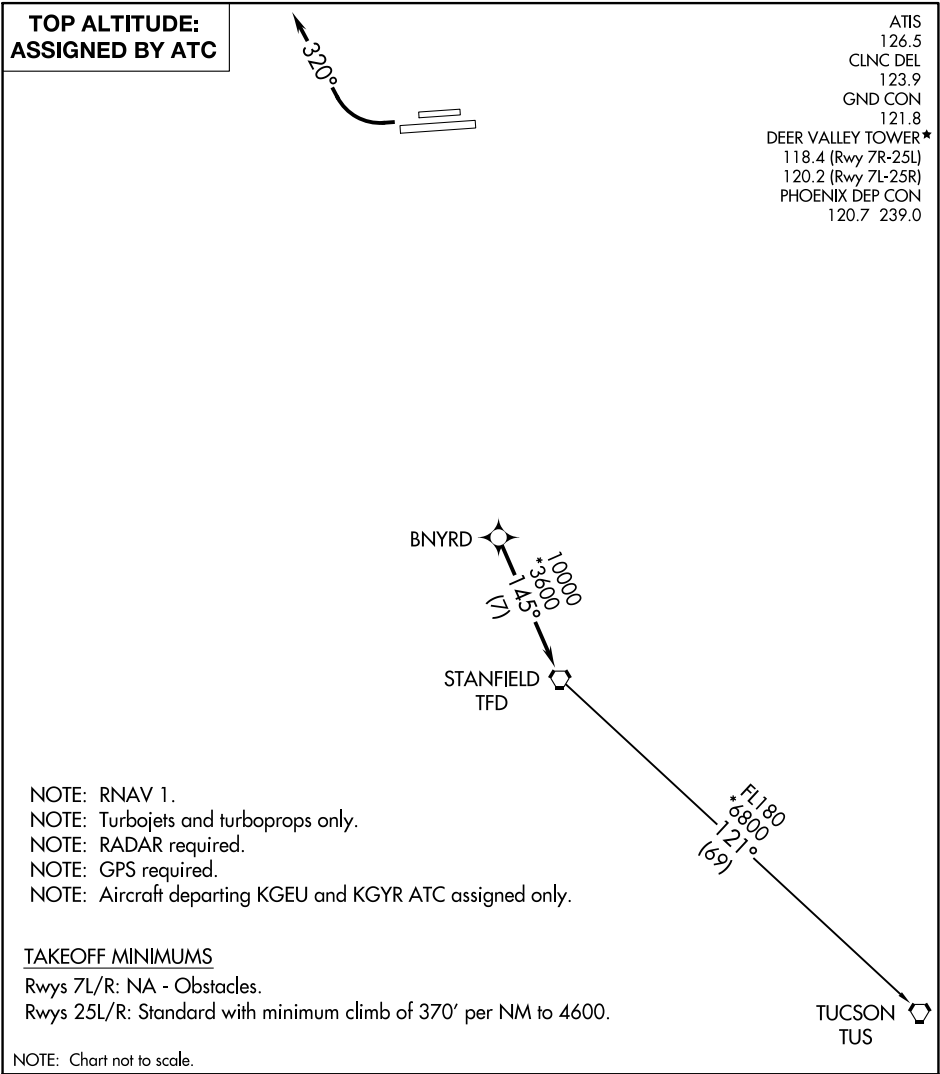 TOP ALTITUDE:
ASSIGNED BY ATC
320°
ATIS
126.5
CLNC DEL
123.9
GND CON
121.8
DEER VALLEY TOWER★
118.4 (Rwy 7R-25L)
120.2 (Rwy 7L-25R)
PHOENIX DEP CON
120.7 239.0
BNYRD
10000
*3600
145°
(7)
STANFIELD
TFD
FL180
*6800
121°
(69)
TUCSON
TUS
NOTE: RNAV 1.
NOTE: Turbojets and turboprops only.
NOTE: RADAR required.
NOTE: GPS required.
NOTE: Aircraft departing KGEU and KGYR ATC assigned only.
TAKEOFF MINIMUMS
Rwys 7L/R: NA - Obstacles.
Rwys 25L/R: Standard with minimum climb of 370' per NM to 4600.
NOTE: Chart not to scale.